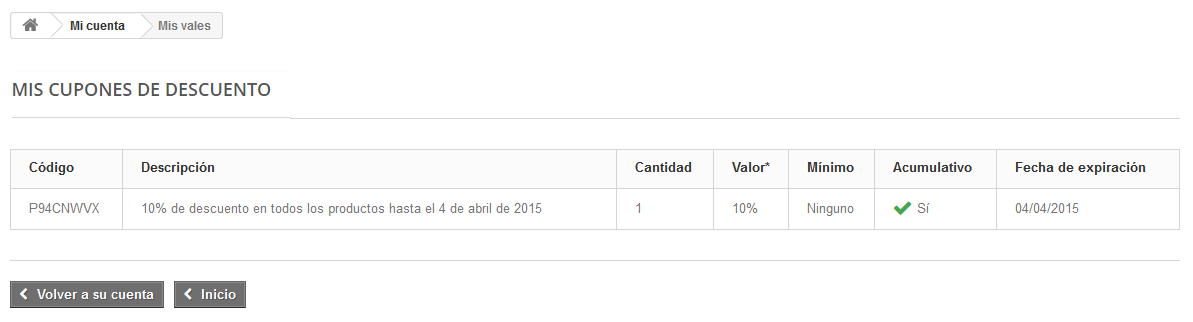 Mi cuenta Mis vales
MIS CUPONES DE DESCUENTO
Código Descripción Cantidad Valor* Mínimo Acumulativo Fecha de expiración
P94CNWVX 10% de descuento en todos los productos hasta el 4 de abril de 2015 1 10% Ninguno Sí 04/04/2015
Volver a su cuenta Inicio